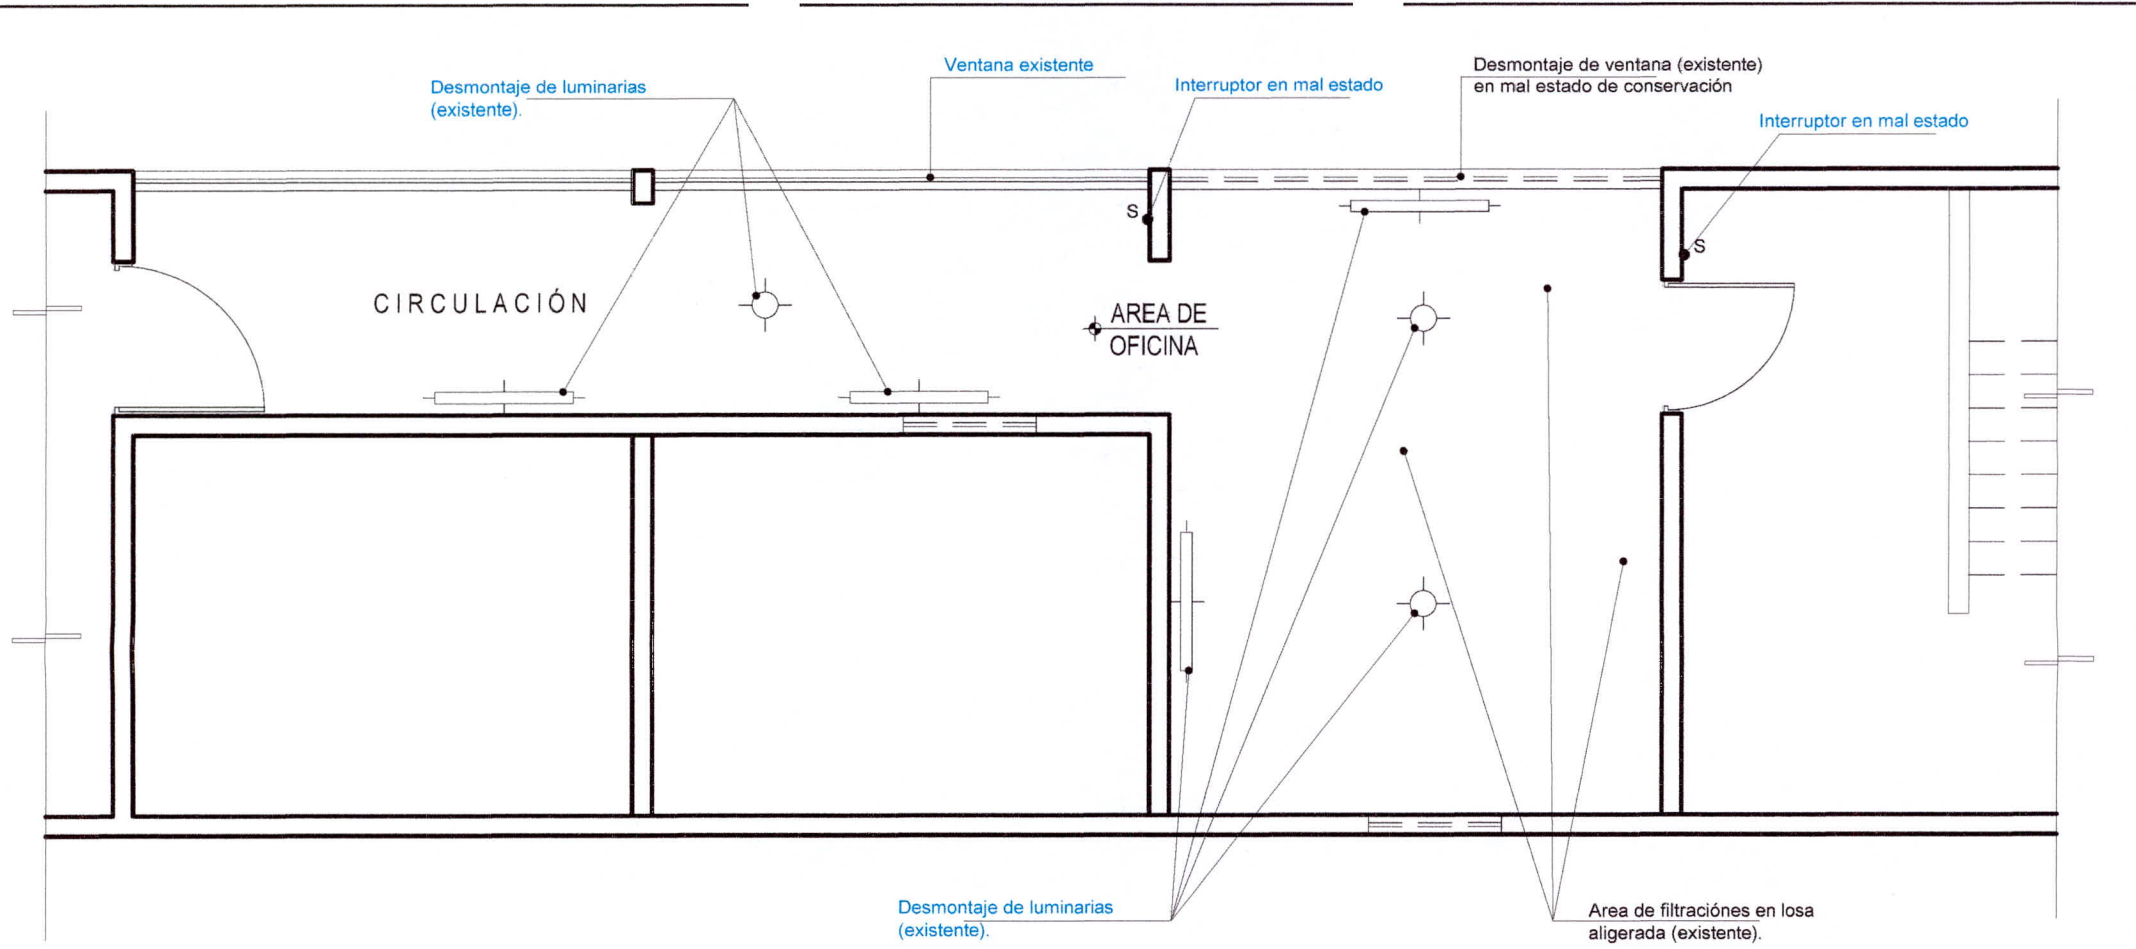 Ventana existente
Desmontaje de ventana (existente)
en mal estado de conservación
Desmontaje de luminarias
(existente).
Interruptor en mal estado
Interruptor en mal estado
S
S
CIRCULACIÓN
AREA DE
OFICINA
Desmontaje de luminarias
(existente).
Area de filtraciónes en losa
aligerada (existente).